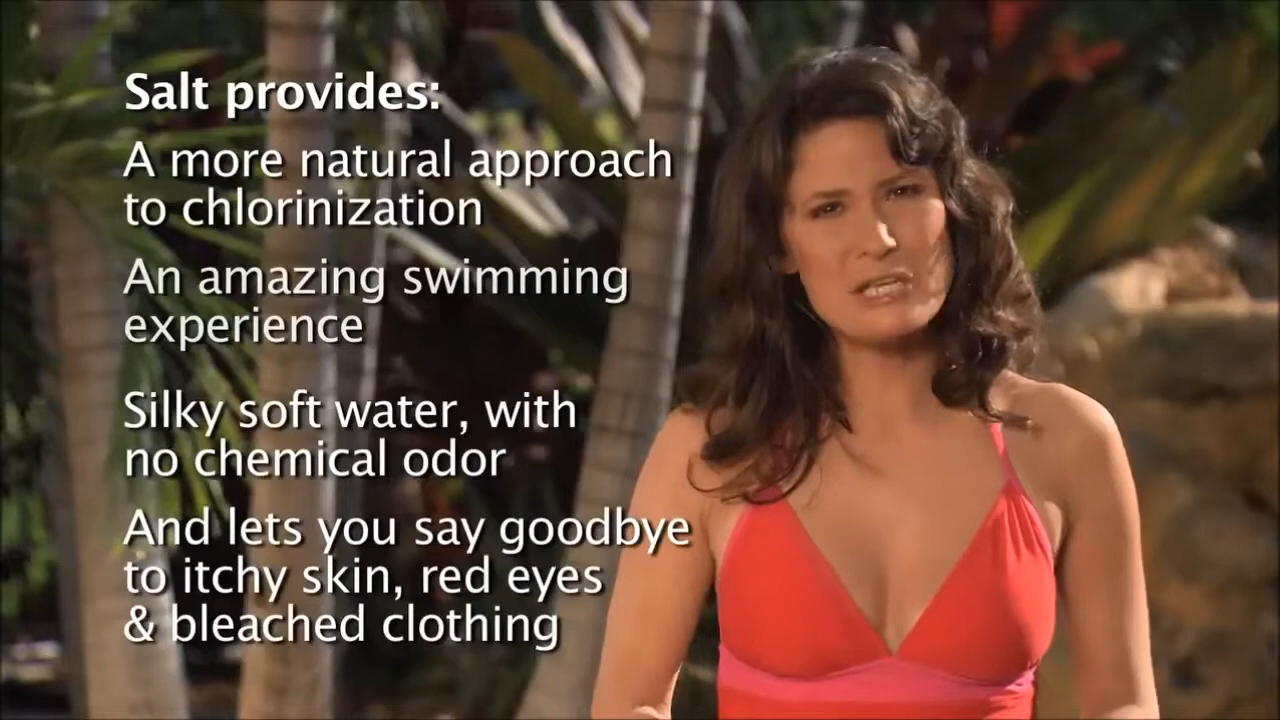 Salt provides:
A more natural approach
to chlorinization
An amazing swimming
experience
Silky soft water, with
no chemical odor
And lets you say goodbye
to itchy skin, red eyes
& bleached clothing